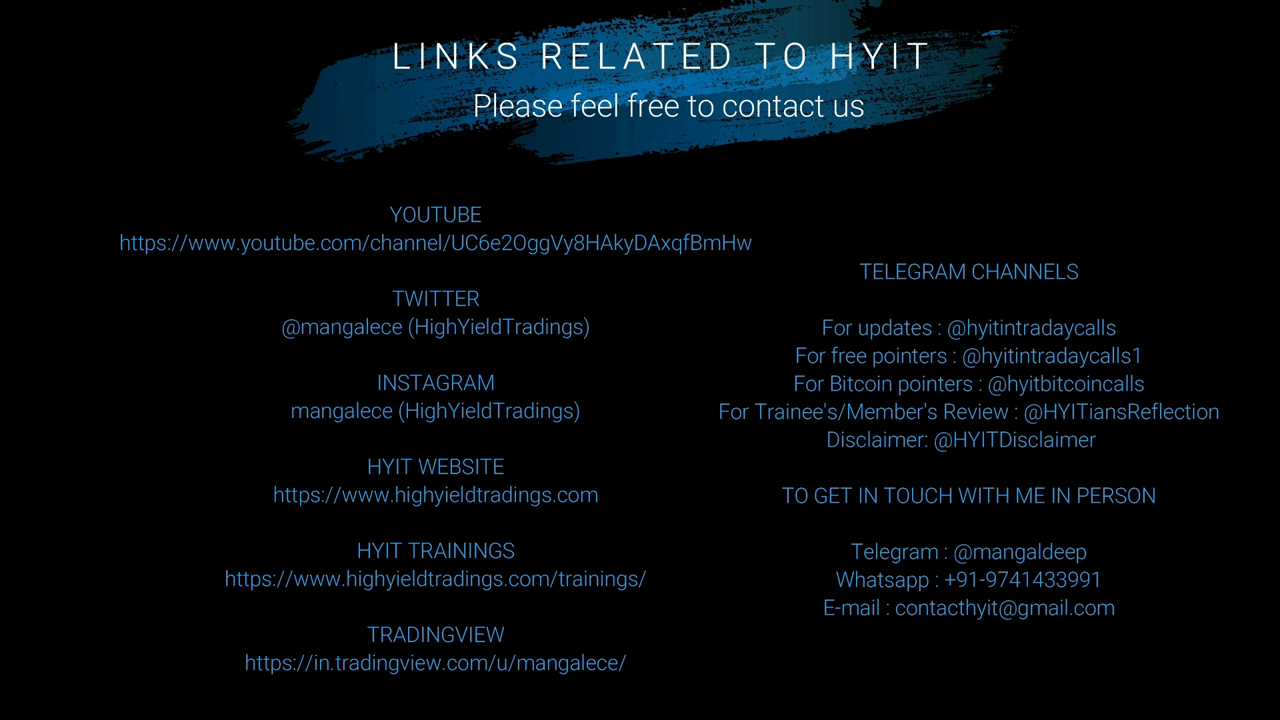 LINKS RELATED TO HYIT
Please feel free to contact us
YOUTUBE
https://www.youtube.com/channel/UC6e2OggVy8HAkyDAxqfBmHw
TWITTER
@mangalece (HighYieldTradings)
INSTAGRAM
mangalece (HighYieldTradings)
HYIT WEBSITE
https://www.highyieldtradings.com
HYIT TRAININGS
https://www.highyieldtradings.com/trainings/
TRADINGVIEW
https://in.tradingview.com/u/mangalece/
TELEGRAM CHANNELS
For updates : @hyitintradaycalls
For free pointers : @hyitintradaycalls1
For Bitcoin pointers : @hyitbitcoincalls
For Trainee's/Member's Review : @HYITiansReflection
Disclaimer: @HYITDisclaimer
TO GET IN TOUCH WITH ME IN PERSON
Telegram : @mangaldeep
Whatsapp : +91-9741433991
E-mail : contacthyit@gmail.com